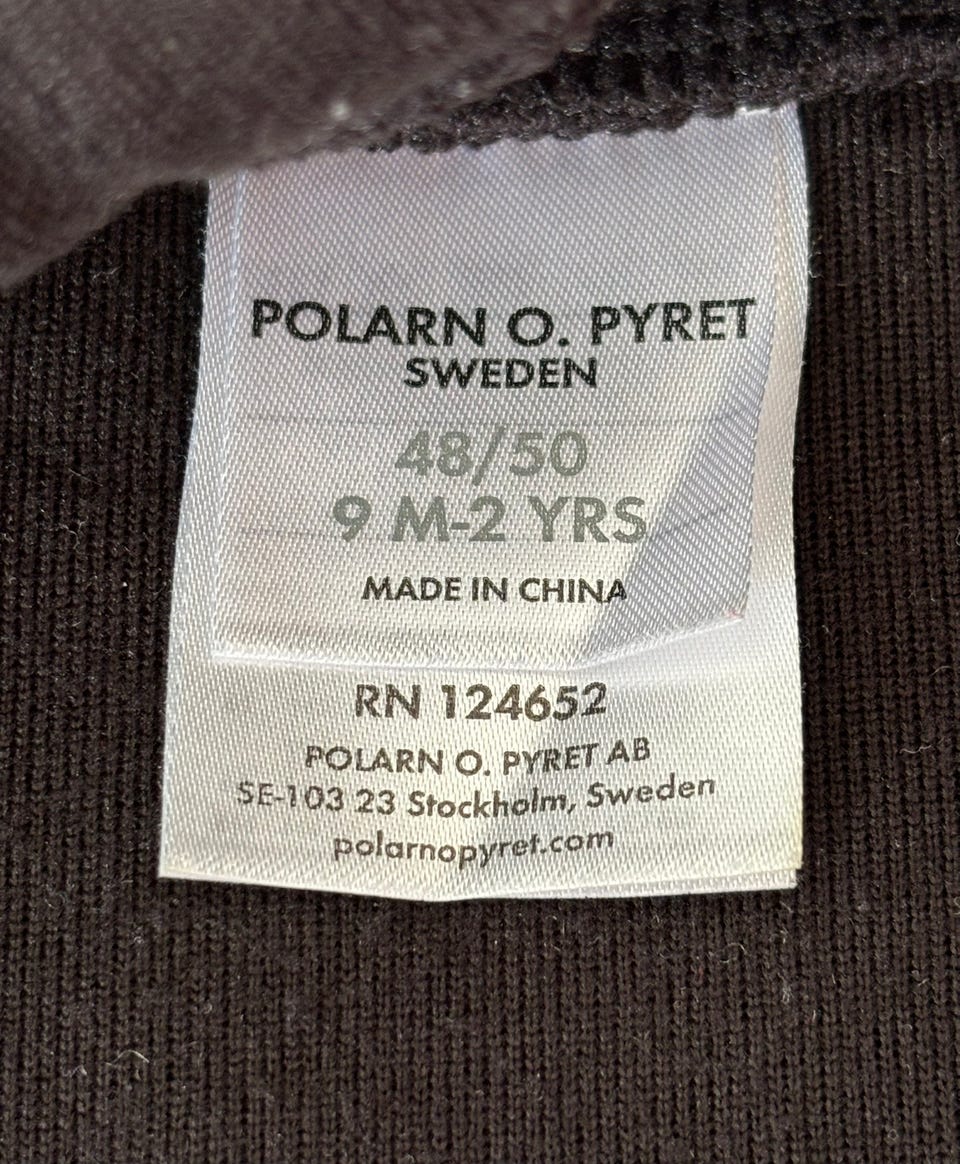 POLARN O. PYRET
SWEDEN
48/50
9 M-2 YRS
MADE IN CHINA
RN 124652
POLARN O. PYRET AB
SE-103 23 Stockholm, Sweden
polarnopyret.com